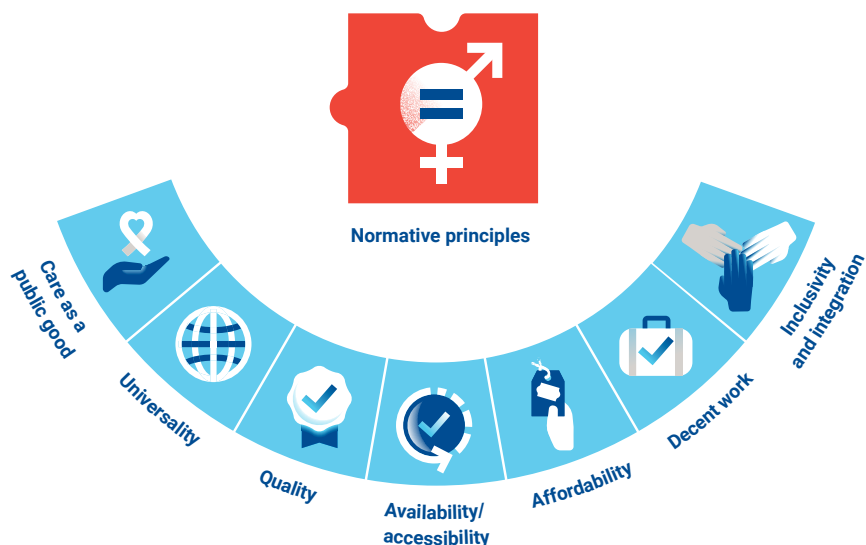 Normative principles
Care as a
public good
Universality
Quality
Availability/
accessibility
Affordability
Decent work
Inclusivity
and integration